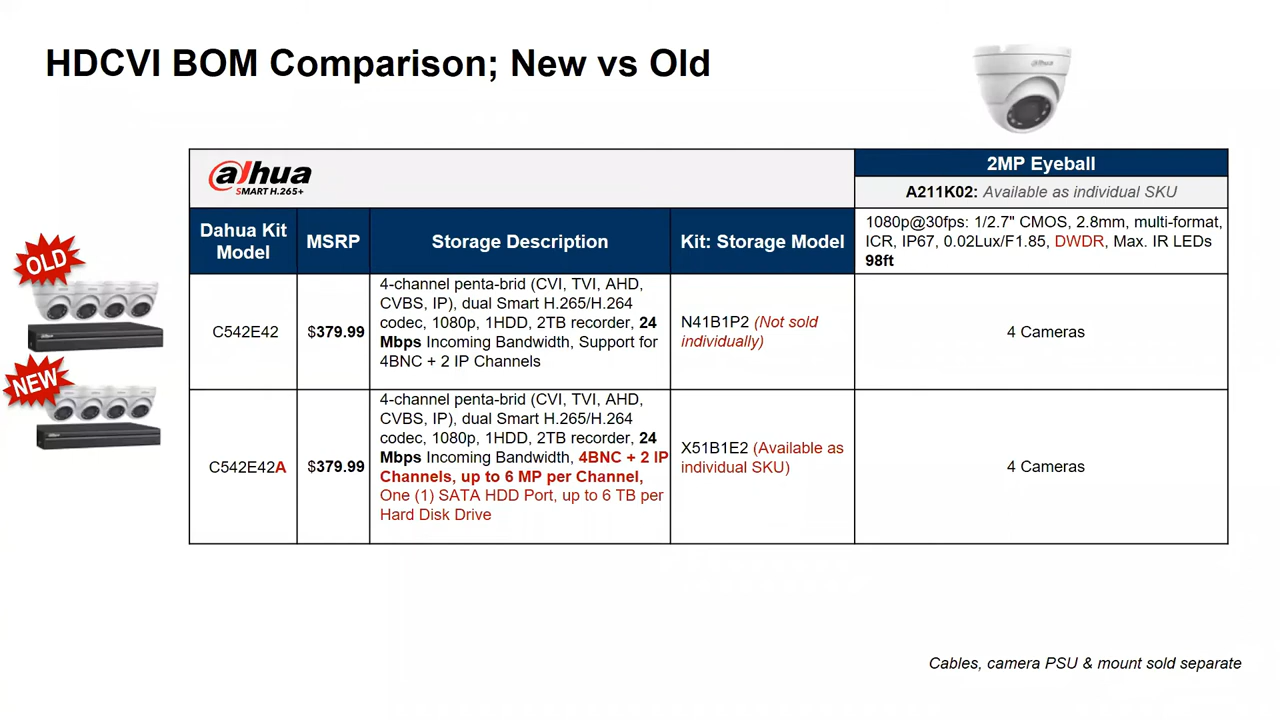 HDCVI BOM Comparison; New vs Old
alhua
alhua
SMART H.265+
2MP Eyeball
A211K02: Available as individual SKU
Dahua Kit
Model
MSRP
Storage Description
Kit: Storage Model
1080p@30fps: 1/2.7" CMOS, 2.8mm, multi-format,
ICR, IP67, 0.02Lux/F1.85, DWDR, Max. IR LEDs
98ft
OLD
C542E42
$379.99
4-channel penta-brid (CVI, TVI, AHD,
CVBS, IP), dual Smart H.265/H.264
codec, 1080p, 1HDD, 2TB recorder, 24
Mbps Incoming Bandwidth, Support for
4BNC + 2 IP Channels
N41B1P2 (Not sold
individually)
4 Cameras
NEW
C542E42A
$379.99
4-channel penta-brid (CVI, TVI, AHD,
CVBS, IP), dual Smart H.265/H.264
codec, 1080p, 1HDD, 2TB recorder, 24
Mbps Incoming Bandwidth, 4BNC + 2 IP
Channels, up to 6 MP per Channel,
One (1) SATA HDD Port, up to 6 TB per
Hard Disk Drive
X51B1E2 (Available as
individual SKU)
4 Cameras
Cables, camera PSU & mount sold separate